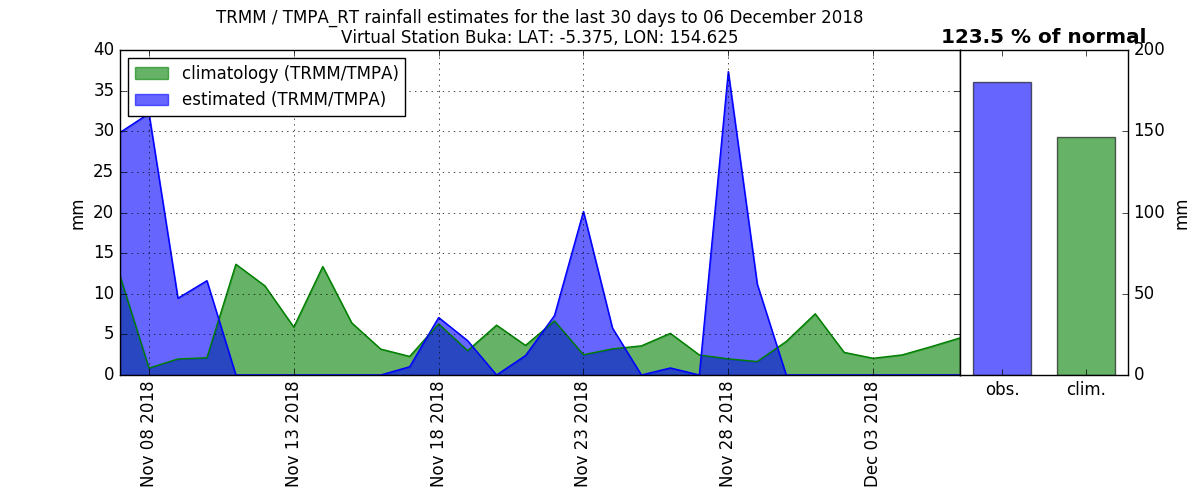 TRMM / TMPA_RT rainfall estimates for the last 30 days to 06 December 2018
Virtual Station Buka: LAT: -5.375, LON: 154.625
123.5 % of normal
climatology (TRMM/TMPA)
estimated (TRMM/TMPA)
40
35
30
25
20
15
10
5
0
mm
Nov 08 2018
Nov 13 2018
Nov 18 2018
Nov 23 2018
Nov 28 2018
Dec 03 2018
obs.
clim.
200
150
100
50
0
mm